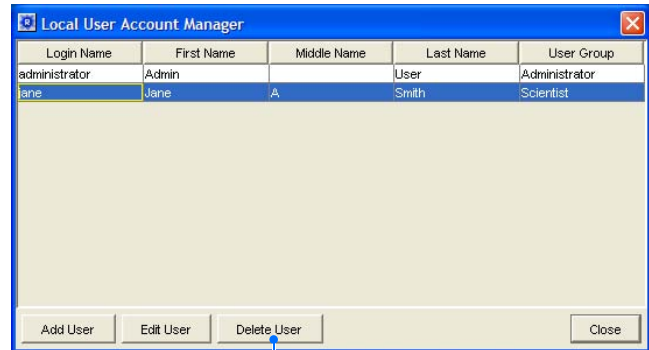 Local User Account Manager
Login Name First Name Middle Name Last Name User Group
administrator Admin User Administrator
jane Jane A Smith Scientist
Add User Edit User Delete User Close